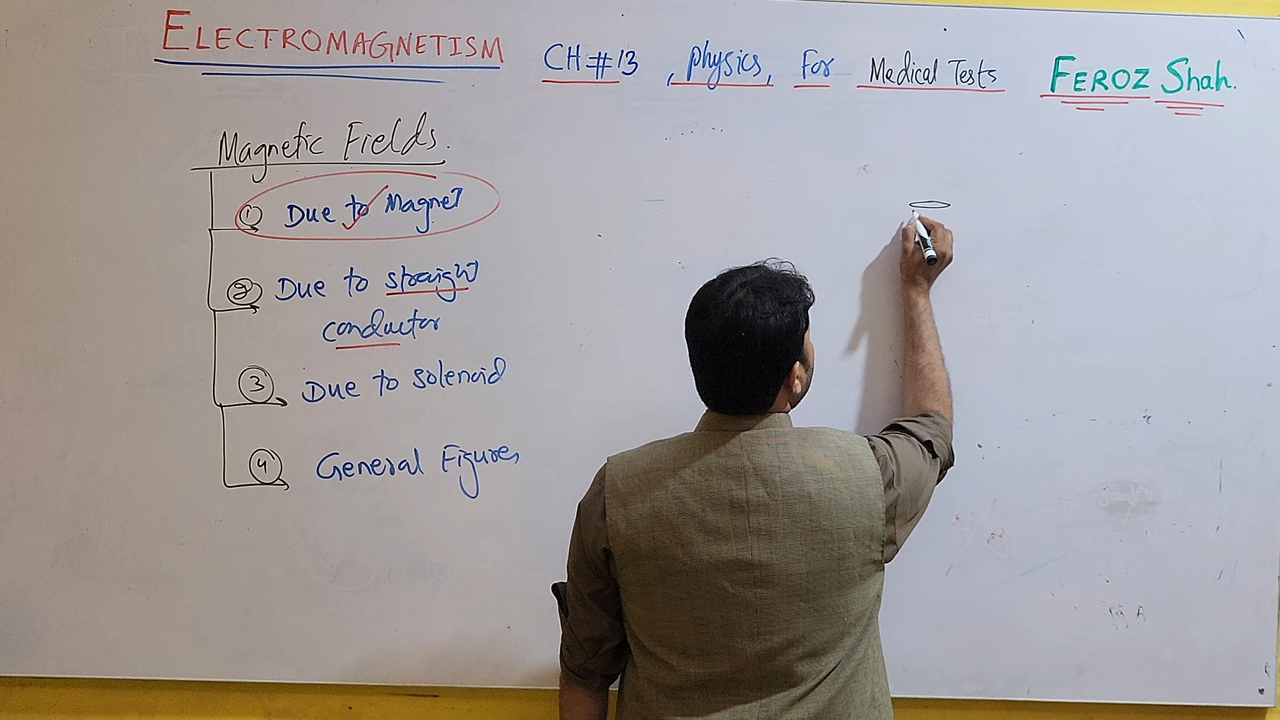 ELECTROMAGNETISM CH#13, physics, For Medical Tests FEROZ Shah.
Magnetic Fields.
① Due to Magnet
② Due to straight
conductor
③ Due to solenoid
④ General Figures